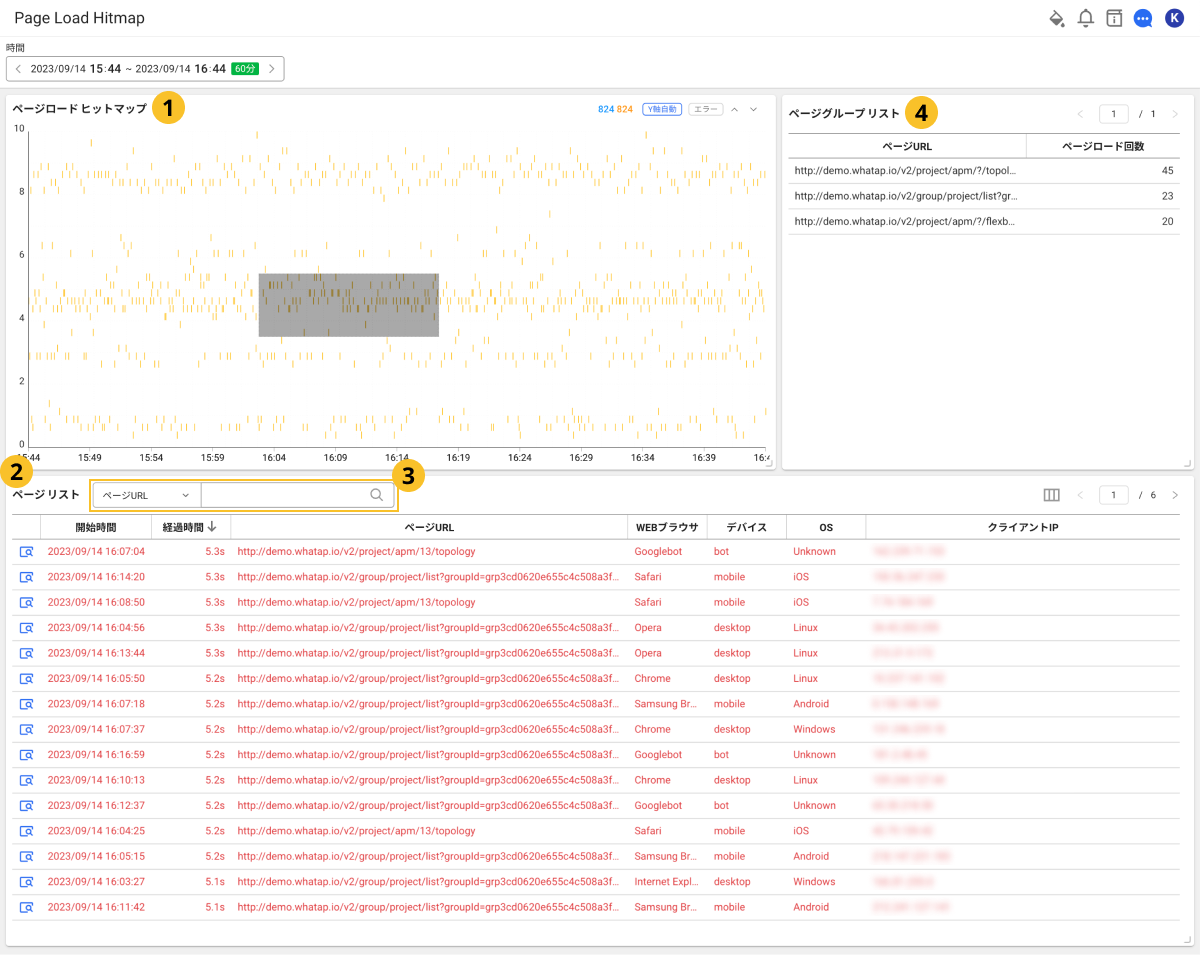 Page Load Hitmap
K
時間
2023/09/14 15:44 ~ 2023/09/14 16:44 60分
ページロード ヒットマップ 1
824 824 Y軸自動 エラー
10
8
6
4
2
0
15:44 15:49 15:54 15:59 16:04 16:09 16:14 16:19 16:24 16:29 16:34 16:39
ページグループ リスト 4
1 / 1
ページURL ページロード回数
http://demo.whatap.io/v2/project/apm/?/topol... 45
http://demo.whatap.io/v2/group/project/list?gr... 23
http://demo.whatap.io/v2/project/apm/?/flexb... 20
2
3
ページ リスト ページURL 1 / 6
開始時間 経過時間 ページURL WEBブラウザ デバイス OS クライアントIP
2023/09/14 16:07:04 5.3s http://demo.whatap.io/v2/project/apm/13/topology Googlebot bot Unknown
2023/09/14 16:14:20 5.3s http://demo.whatap.io/v2/group/project/list?groupId=grp3cd0620e655c4c508a3f... Safari mobile iOS
2023/09/14 16:08:50 5.3s http://demo.whatap.io/v2/project/apm/13/topology Safari mobile iOS
2023/09/14 16:04:56 5.3s http://demo.whatap.io/v2/group/project/list?groupId=grp3cd0620e655c4c508a3f... Opera desktop Linux
2023/09/14 16:13:44 5.3s http://demo.whatap.io/v2/group/project/list?groupId=grp3cd0620e655c4c508a3f... Opera desktop Linux
2023/09/14 16:05:50 5.2s http://demo.whatap.io/v2/group/project/list?groupId=grp3cd0620e655c4c508a3f... Chrome desktop Linux
2023/09/14 16:07:18 5.2s http://demo.whatap.io/v2/group/project/list?groupId=grp3cd0620e655c4c508a3f... Samsung Br... mobile Android
2023/09/14 16:07:37 5.2s http://demo.whatap.io/v2/group/project/list?groupId=grp3cd0620e655c4c508a3f... Chrome desktop Windows
2023/09/14 16:16:59 5.2s http://demo.whatap.io/v2/group/project/list?groupId=grp3cd0620e655c4c508a3f... Googlebot bot Unknown
2023/09/14 16:10:13 5.2s http://demo.whatap.io/v2/group/project/list?groupId=grp3cd0620e655c4c508a3f... Chrome desktop Linux
2023/09/14 16:12:37 5.2s http://demo.whatap.io/v2/group/project/list?groupId=grp3cd0620e655c4c508a3f... Googlebot bot Unknown
2023/09/14 16:04:25 5.2s http://demo.whatap.io/v2/project/apm/13/topology Safari mobile iOS
2023/09/14 16:05:15 5.2s http://demo.whatap.io/v2/group/project/list?groupId=grp3cd0620e655c4c508a3f... Samsung Br... mobile Android
2023/09/14 16:03:27 5.1s http://demo.whatap.io/v2/group/project/list?groupId=grp3cd0620e655c4c508a3f... Internet Expl... desktop Windows
2023/09/14 16:11:42 5.1s http://demo.whatap.io/v2/group/project/list?groupId=grp3cd0620e655c4c508a3f... Samsung Br... mobile Android